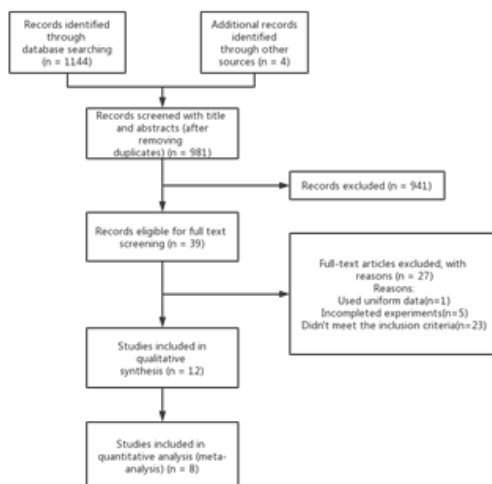 Records identified
through
database searching
(n = 1144)
Additional records
identified
through other
sources (n = 4)
Records screened with title
and abstracts (after
removing
duplicates) (n = 981)
Records excluded (n = 941)
Records eligible for full text
screening (n = 39)
Full-text articles excluded, with
reasons (n = 27)
Reasons:
Used uniform data(n=1)
Incompleted experiments(n=5)
Didn't meet the inclusion criteria(n=23)
Studies included in
qualitative
synthesis (n = 12)
Studies included in
quantitative analysis (meta-
analysis) (n = 8)